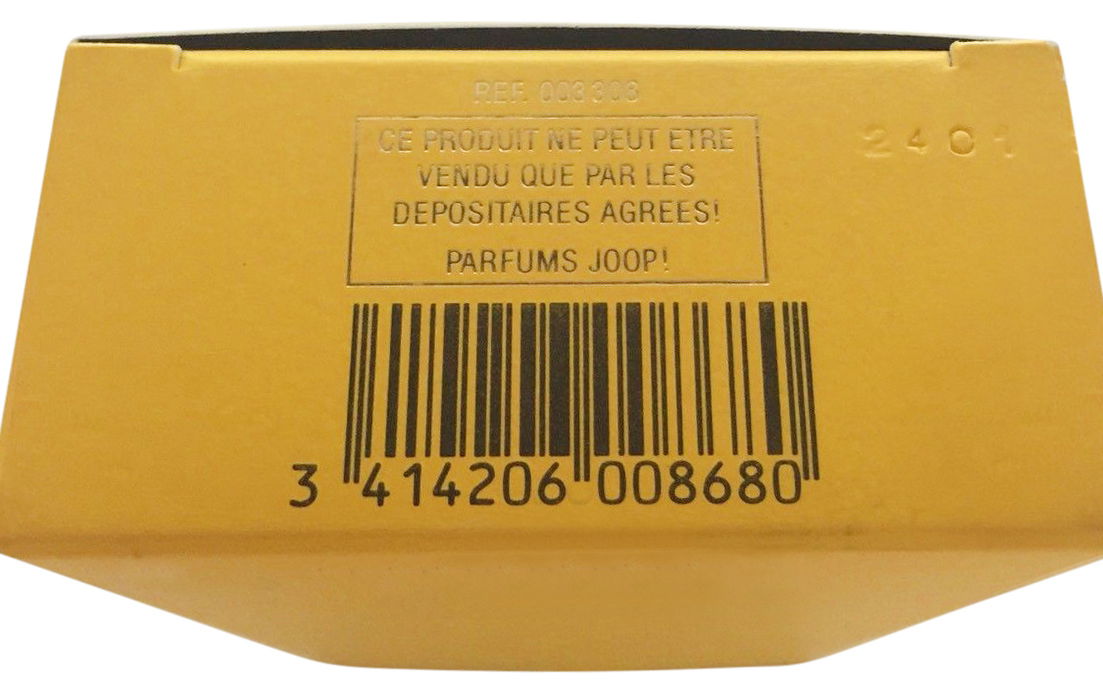 REF. 003308
CE PRODUIT NE PEUT ETRE
VENDU QUE PAR LES
DEPOSITAIRES AGREES!
PARFUMS JOOP!
2401
3 414206 008680